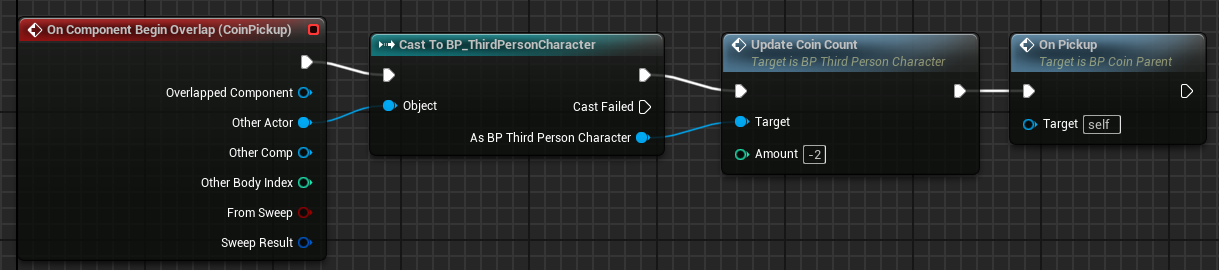 On Component Begin Overlap (CoinPickup)
Overlapped Component
Other Actor
Other Comp
Other Body Index
From Sweep
Sweep Result
Cast To BP_ThirdPersonCharacter
Object
Cast Failed
As BP Third Person Character
Update Coin Count
Target is BP Third Person Character
Target
Amount -2
On Pickup
Target is BP Coin Parent
Target self